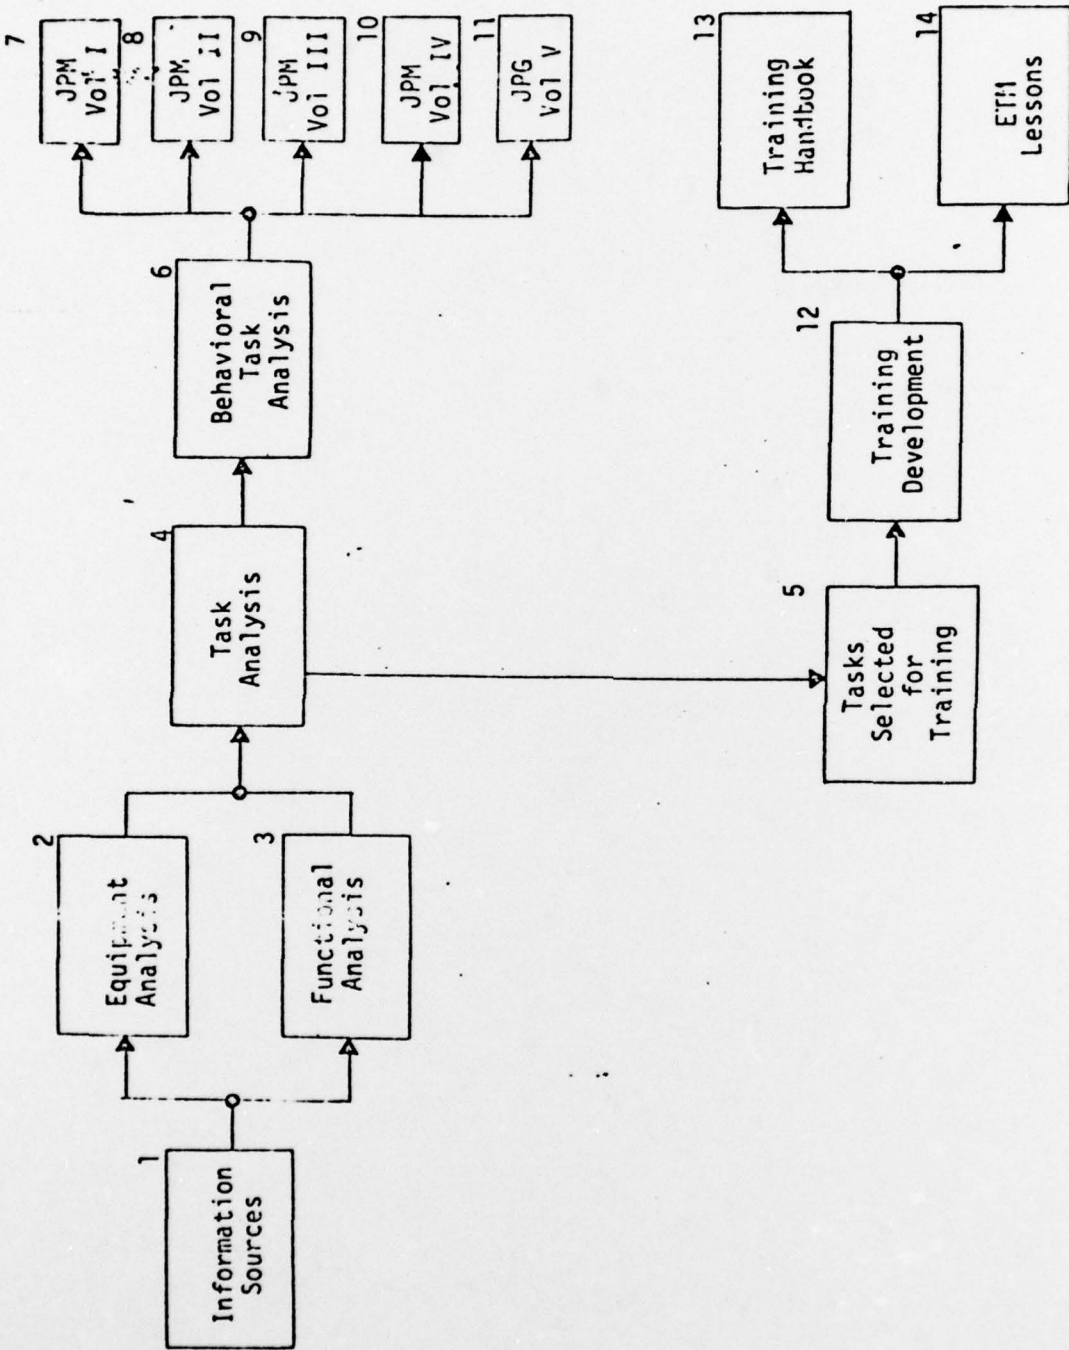 1
Information
Sources
2
Equipment
Analysis
3
Functional
Analysis
4
Task
Analysis
5
Tasks
Selected
for
Training
6
Behavioral
Task
Analysis
7
JPM
Vol I
8
JPM
Vol II
9
JPM
Vol III
10
JPM
Vol IV
11
JPG
Vol V
12
Training
Development
13
Training
Handbook
14
ETM
Lessons